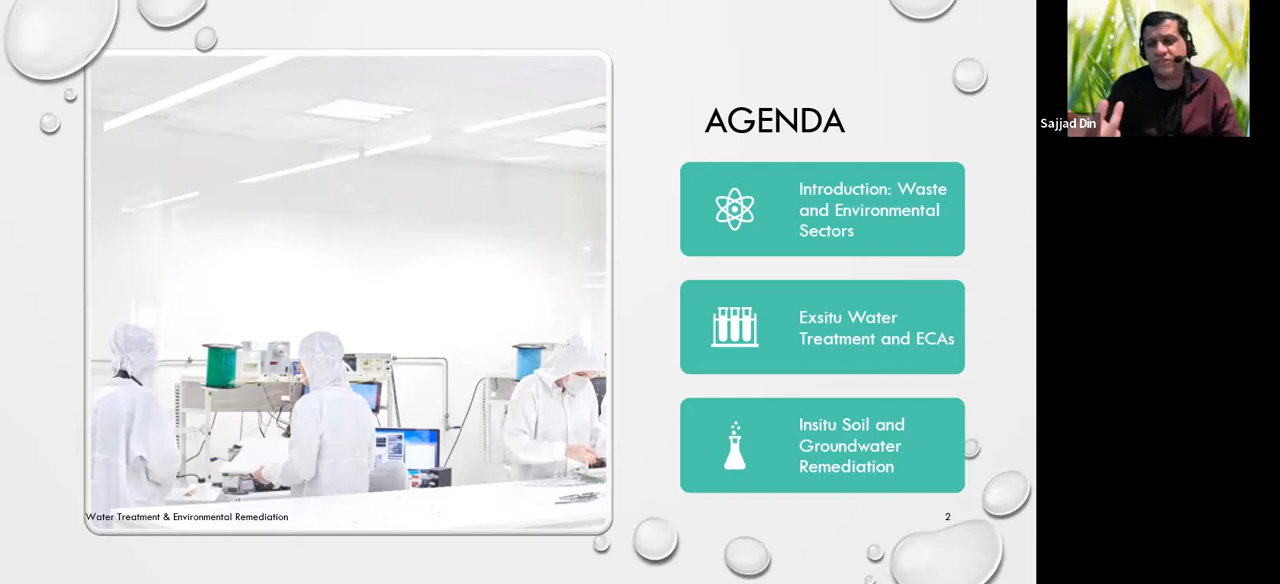 AGENDA
Introduction: Waste
and Environmental
Sectors
Exsitu Water
Treatment and ECAs
Insitu Soil and
Groundwater
Remediation
Water Treatment & Environmental Remediation
2
Sajjad Din